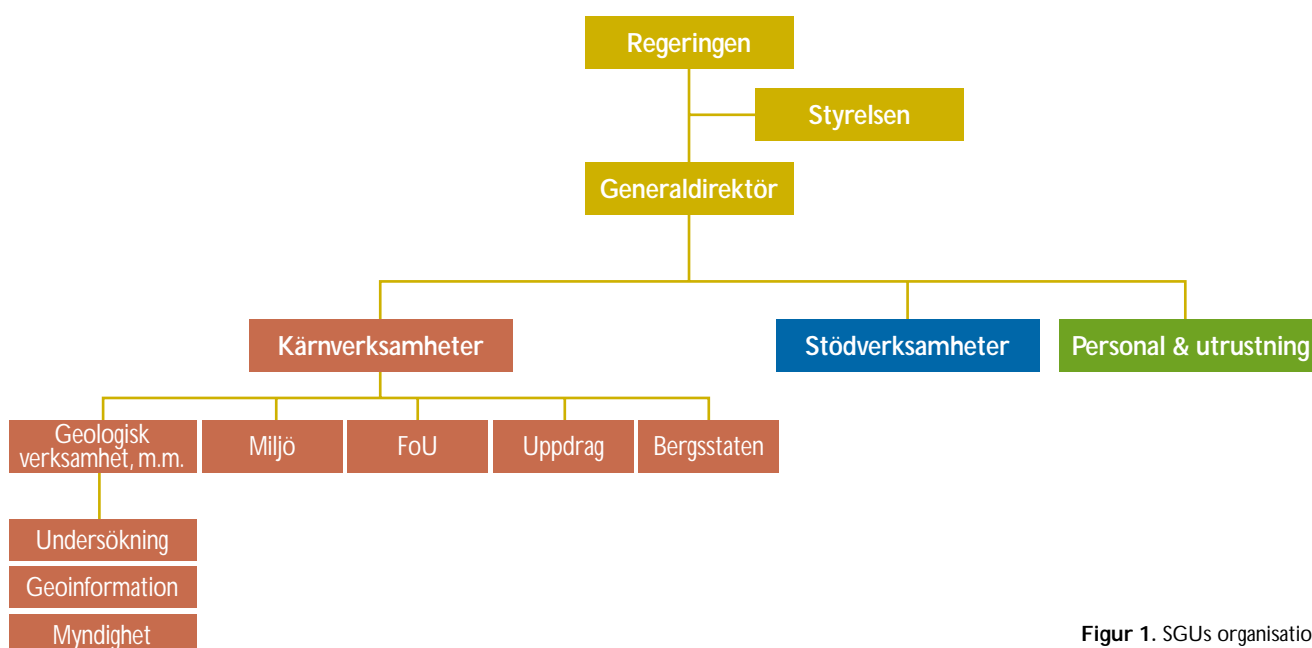 Regeringen
Styrelsen
Generaldirektör
Kärnverksamheter
Stödverksamheter
Personal & utrustning
Geologisk
verksamhet, m.m.
Miljö
FoU
Uppdrag
Bergsstaten
Undersökning
Geoinformation
Myndighet
Figur 1. SGUs organisatio